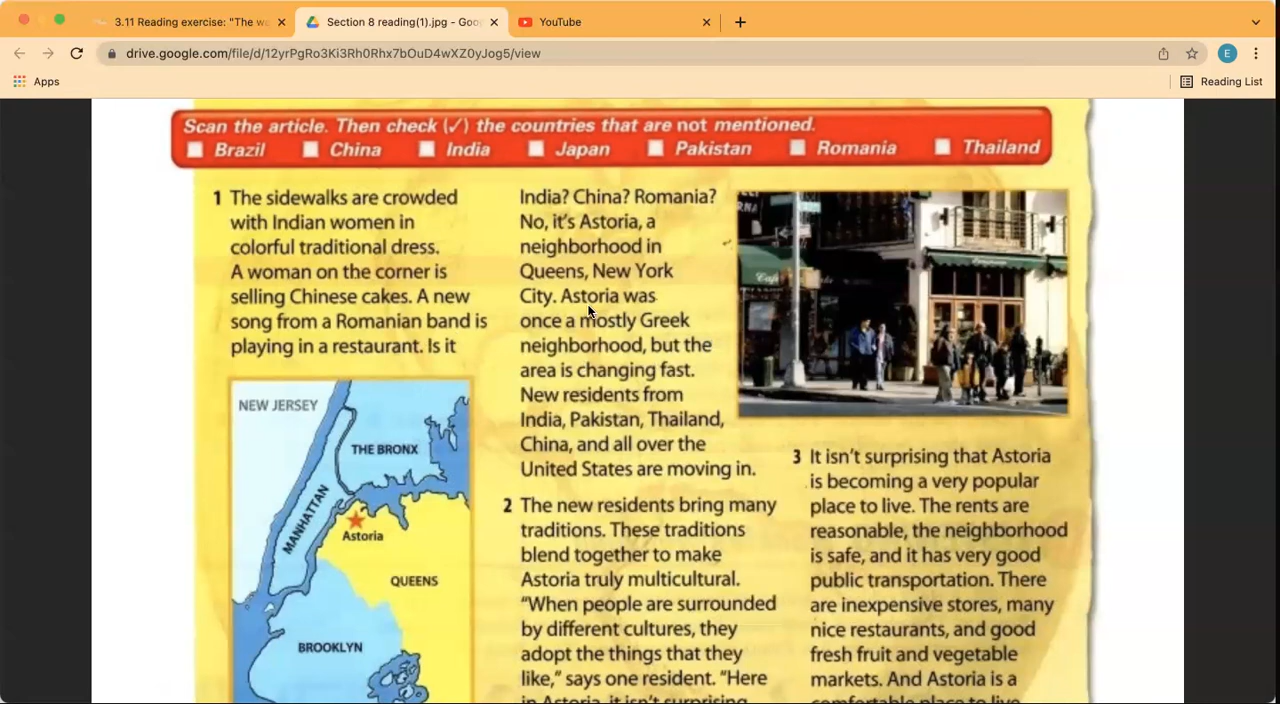 3.11 Reading exercise: "The w
Section 8 reading(1).jpg - Goo
YouTube
drive.google.com/file/d/12yrPgRo3Ki3Rh0Rhx7bOuD4wXZ0yJog5/view
E
Apps
Reading List
Scan the article. Then check (✓) the countries that are not mentioned.
Brazil China India Japan Pakistan Romania Thailand
1 The sidewalks are crowded
with Indian women in
colorful traditional dress.
A woman on the corner is
selling Chinese cakes. A new
song from a Romanian band is
playing in a restaurant. Is it
NEW JERSEY
THE BRONX
MANHATTAN
Astoria
QUEENS
BROOKLYN
India? China? Romania?
No, it's Astoria, a
neighborhood in
Queens, New York
City. Astoria was
once a mostly Greek
neighborhood, but the
area is changing fast.
New residents from
India, Pakistan, Thailand,
China, and all over the
United States are moving in.
2 The new residents bring many
traditions. These traditions
blend together to make
Astoria truly multicultural.
"When people are surrounded
by different cultures, they
adopt the things that they
like," says one resident. "Here
in Astoria, it isn't surprising
3 It isn't surprising that Astoria
is becoming a very popular
place to live. The rents are
reasonable, the neighborhood
is safe, and it has very good
public transportation. There
are inexpensive stores, many
nice restaurants, and good
fresh fruit and vegetable
markets. And Astoria is a
comfortable place to live